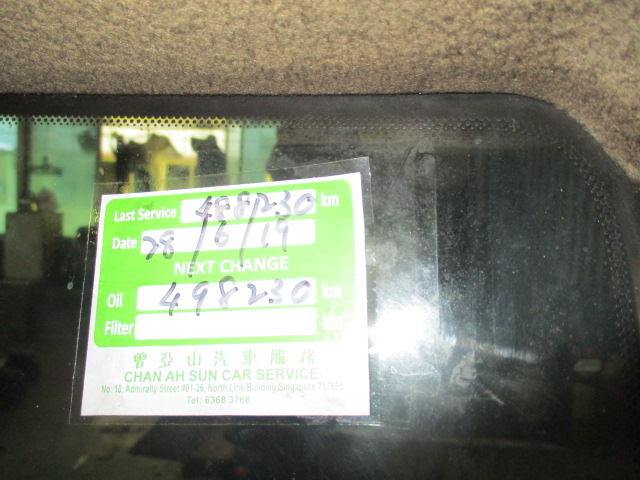 Last Service 488230 km
Date 28/6/19
NEXT CHANGE
Oil 498230 km
Filter km
曾亞山汽車服務
CHAN AH SUN CAR SERVICE
No. 10, Admiralty Street #01-26, North Link Building Singapore 757695
Tel: 6368 3768